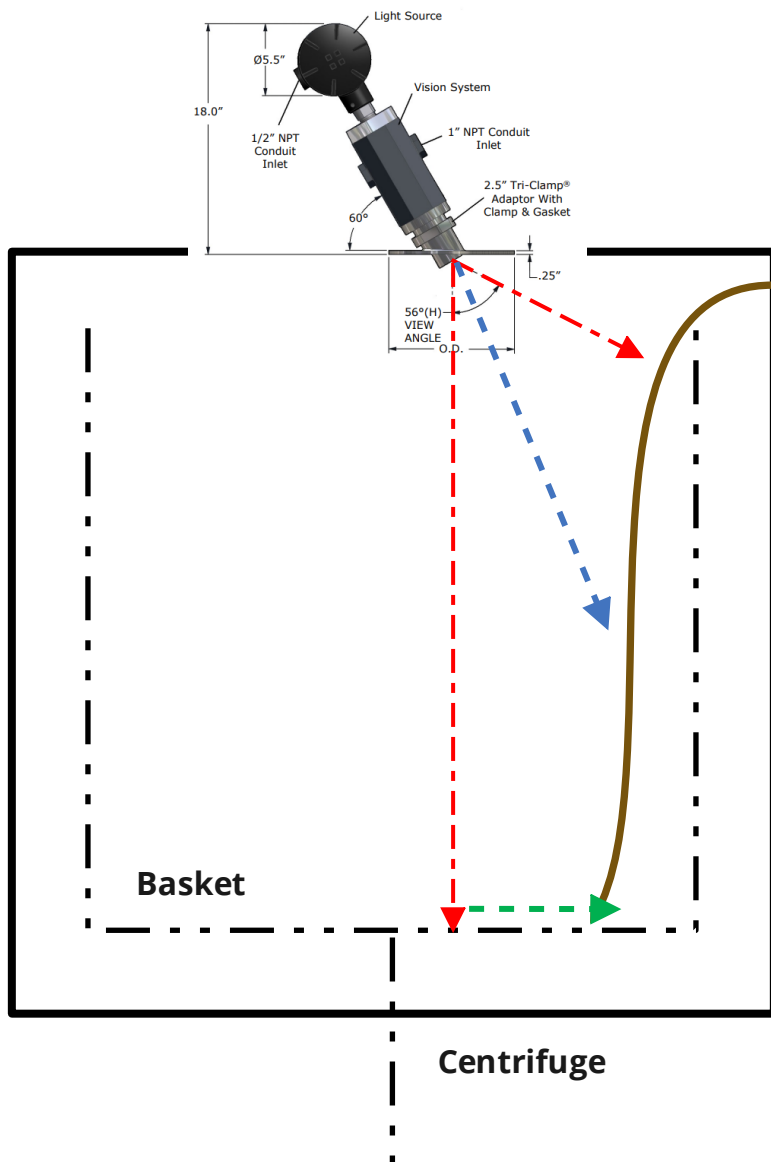 Light Source
Ø5.5”
Vision System
18.0”
1/2” NPT
Conduit
Inlet
1” NPT Conduit
Inlet
2.5” Tri-Clamp®
Adaptor With
Clamp & Gasket
60°
.25”
56°(H)
VIEW
ANGLE
O.D.
Basket
Centrifuge